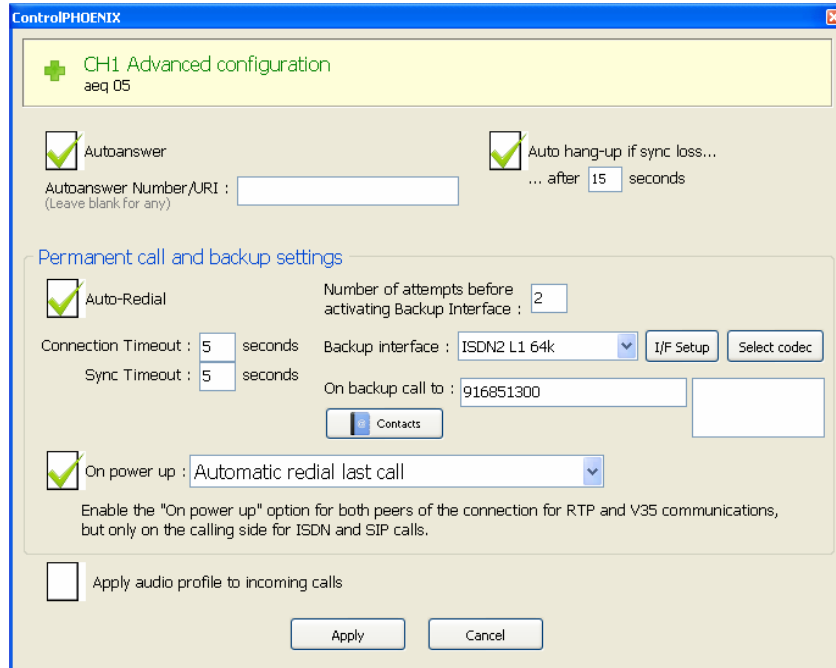 ControlPHOENIX
CH1 Advanced configuration
aeq 05
Autoanswer
Auto hang-up if sync loss...
... after 15 seconds
Autoanswer Number/URI :
(Leave blank for any)
Permanent call and backup settings
Auto-Redial
Number of attempts before
activating Backup Interface : 2
Connection Timeout : 5 seconds
Backup interface : ISDN2 L1 64k I/F Setup Select codec
Sync Timeout : 5 seconds
On backup call to : 916851300
Contacts
On power up : Automatic redial last call
Enable the "On power up" option for both peers of the connection for RTP and V35 communications,
but only on the calling side for ISDN and SIP calls.
Apply audio profile to incoming calls
Apply Cancel